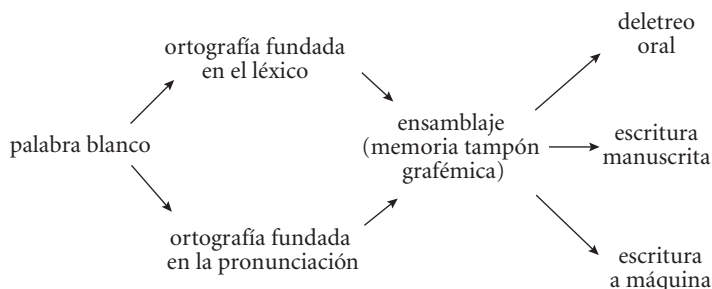 ortografía fundada
en el léxico
deletreo
oral
palabra blanco
ensamblaje
(memoria tampón
grafémica)
escritura
manuscrita
ortografía fundada
en la pronunciación
escritura
a máquina